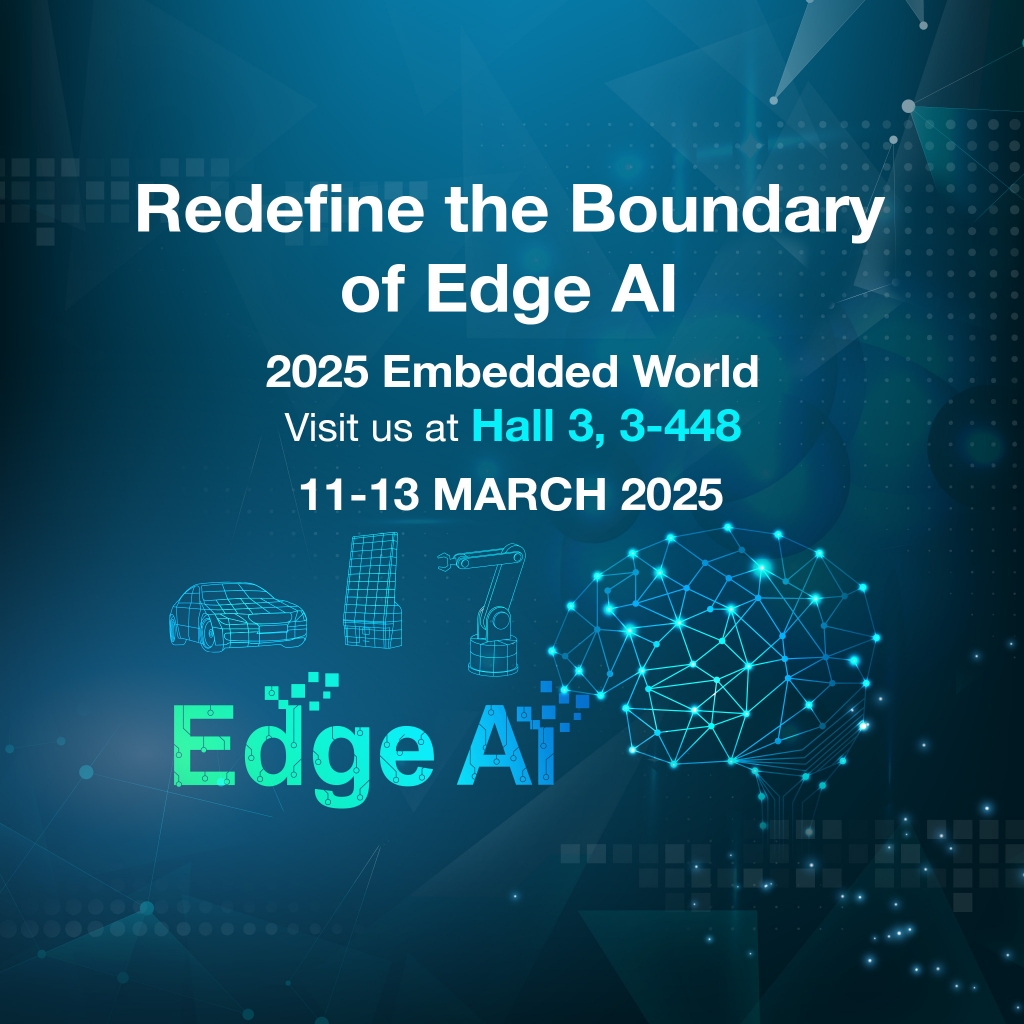 Redefine the Boundary
of Edge AI
2025 Embedded World
Visit us at Hall 3, 3-448
11-13 MARCH 2025
Edge Ai